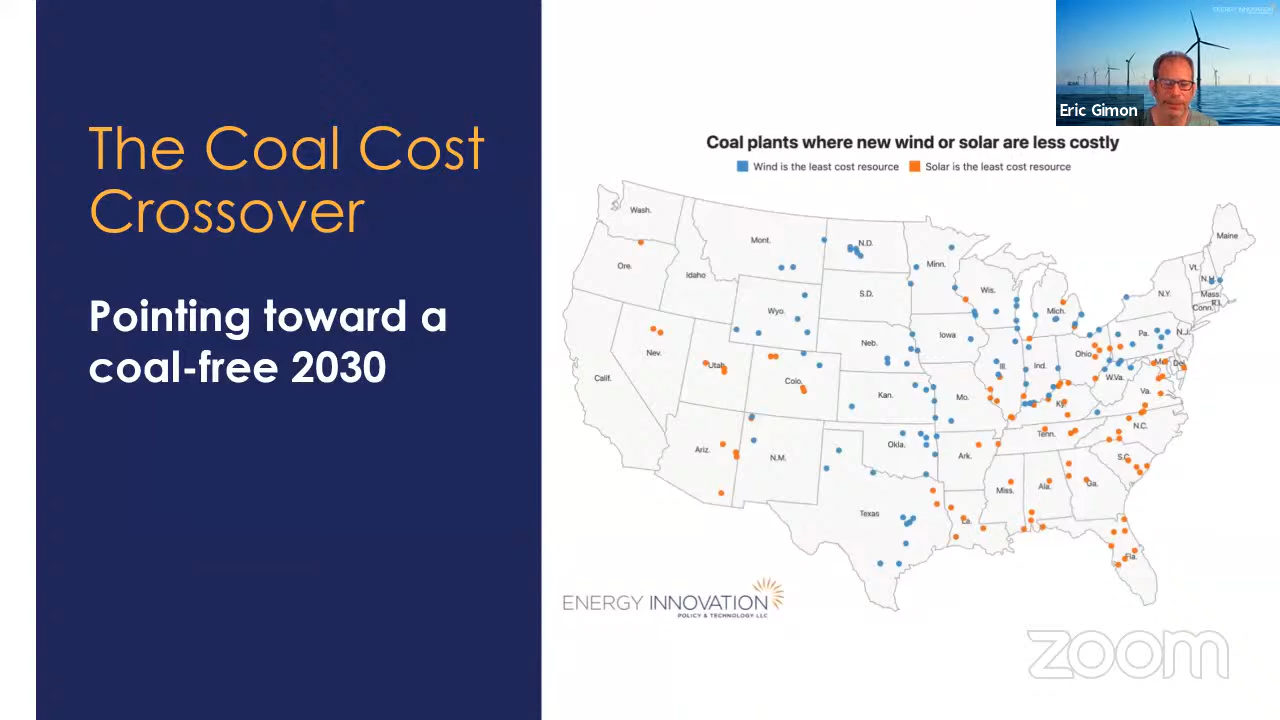 The Coal Cost
Crossover
Pointing toward a
coal-free 2030
ENERGY INNOVATION
Eric Gimon
Coal plants where new wind or solar are less costly
Wind is the least cost resource
Solar is the least cost resource
Wash.
Ore.
Idaho
Mont.
N.D.
Minn.
S.D.
Wis.
Mich.
Maine
Vt.
N.H.
Mass.
R.I.
Conn.
N.Y.
Wyo.
Neb.
Iowa
Ill.
Ind.
Ohio
Pa.
N.J.
Nev.
Utah
Colo.
Kan.
Mo.
Ky.
W.Va.
Md.
Del.
Va.
Calif.
Ariz.
N.M.
Okla.
Ark.
Tenn.
N.C.
S.C.
Texas
La.
Miss.
Ala.
Ga.
Fla.
ENERGY INNOVATION
POLICY & TECHNOLOGY LLC
zoom